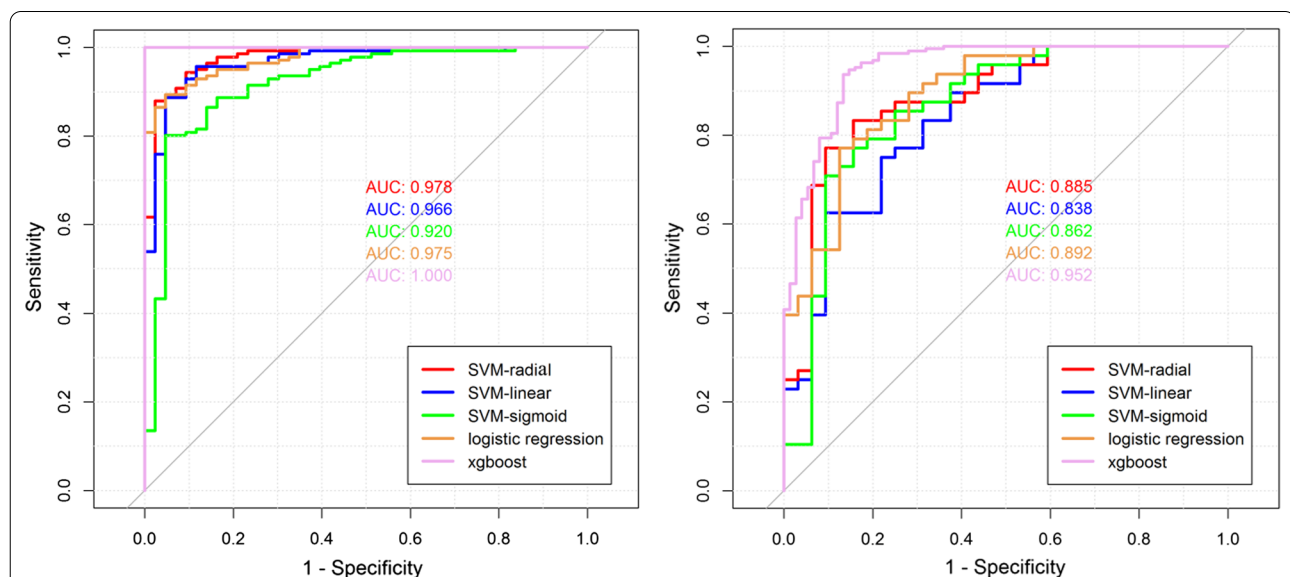 1.0
0.8
0.6
0.4
0.2
0.0
Sensitivity
AUC: 0.978
AUC: 0.966
AUC: 0.920
AUC: 0.975
AUC: 1.000
SVM-radial
SVM-linear
SVM-sigmoid
logistic regression
xgboost
0.0 0.2 0.4 0.6 0.8 1.0
1 - Specificity
1.0
0.8
0.6
0.4
0.2
0.0
Sensitivity
AUC: 0.885
AUC: 0.838
AUC: 0.862
AUC: 0.892
AUC: 0.952
SVM-radial
SVM-linear
SVM-sigmoid
logistic regression
xgboost
0.0 0.2 0.4 0.6 0.8 1.0
1 - Specificity